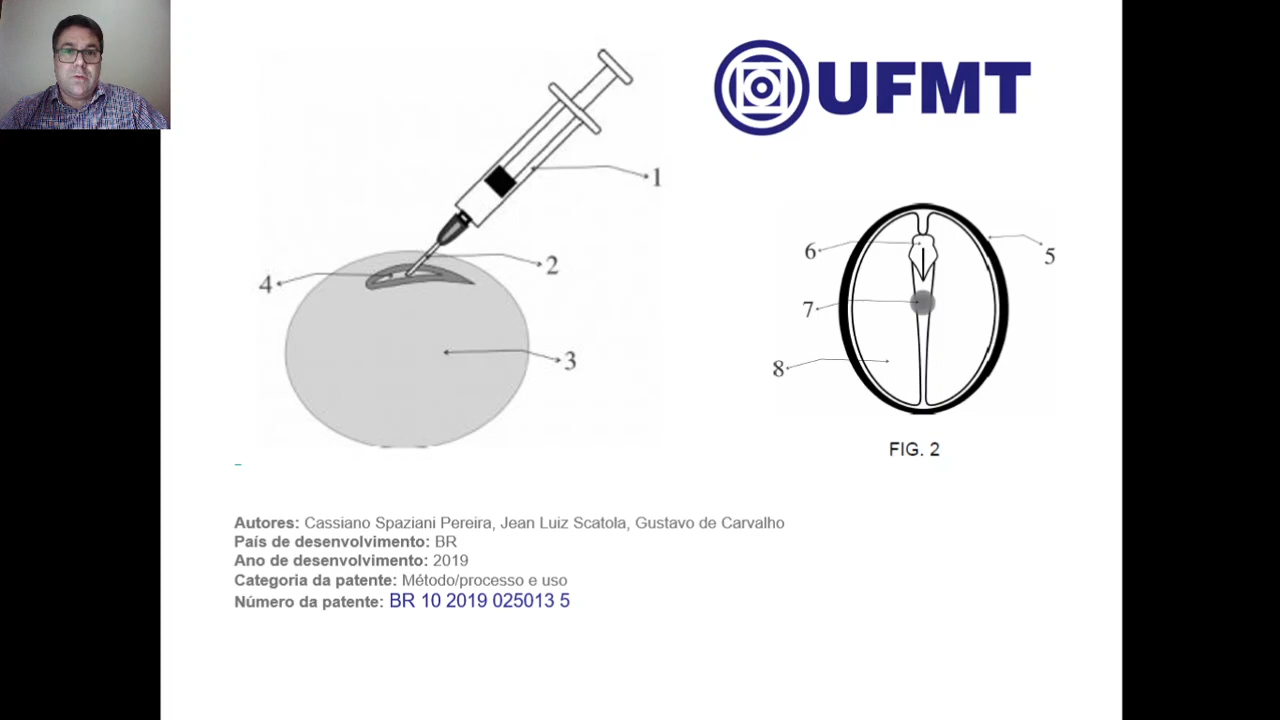 UFMT
1
2
4
3
6
5
7
8
FIG. 2
Autores: Cassiano Spaziani Pereira, Jean Luiz Scatola, Gustavo de Carvalho
País de desenvolvimento: BR
Ano de desenvolvimento: 2019
Categoria da patente: Método/processo e uso
Número da patente: BR 10 2019 025013 5